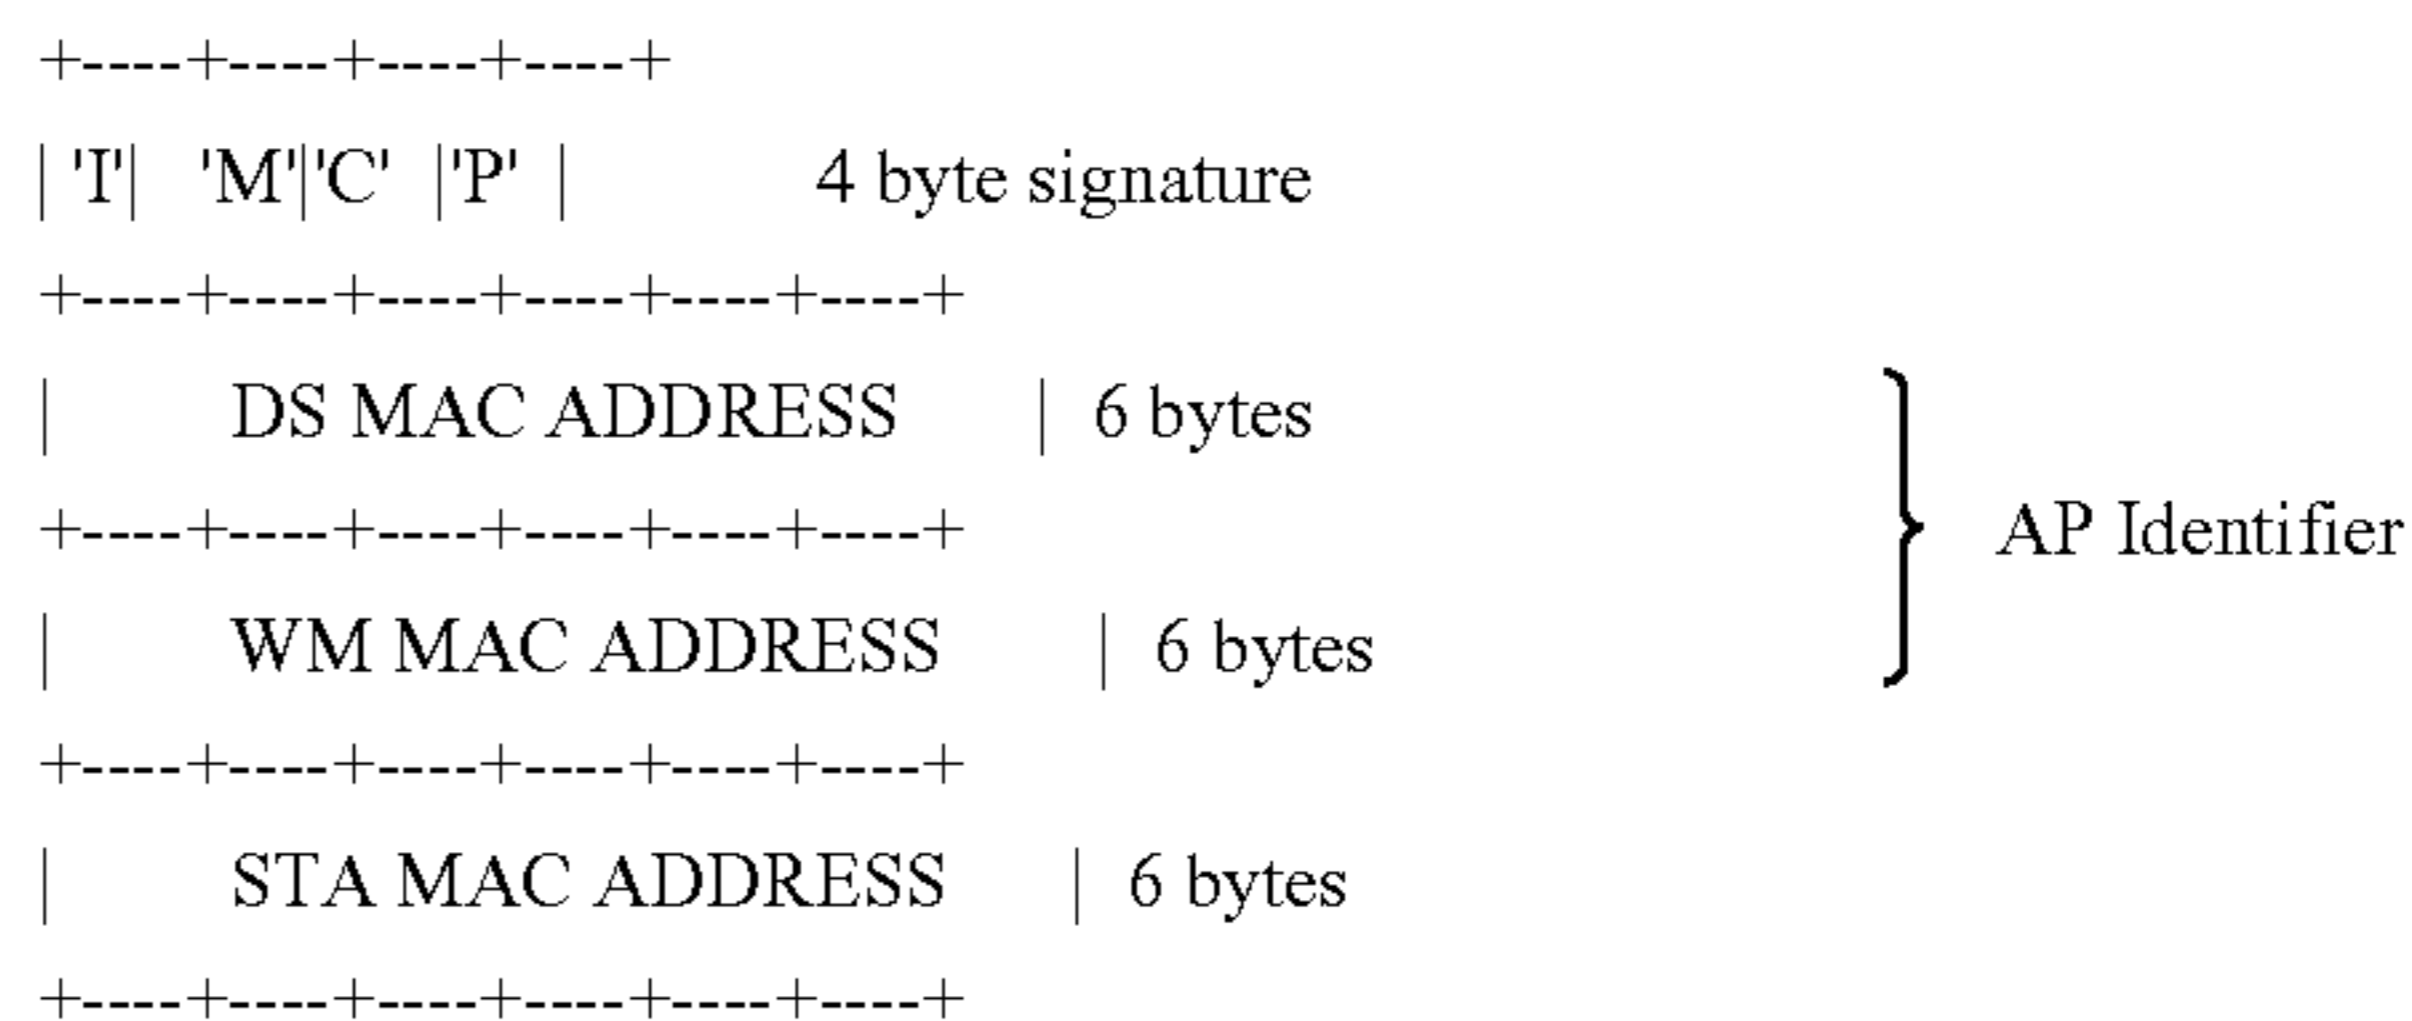 +----+----+----+----+
| 'I'| 'M'|'C' |'P' | 4 byte signature
+----+----+----+----+----+----+
| DS MAC ADDRESS | 6 bytes
+----+----+----+----+----+----+
AP Identifier
| WM MAC ADDRESS | 6 bytes
+----+----+----+----+----+----+
| STA MAC ADDRESS | 6 bytes
+----+----+----+----+----+----+